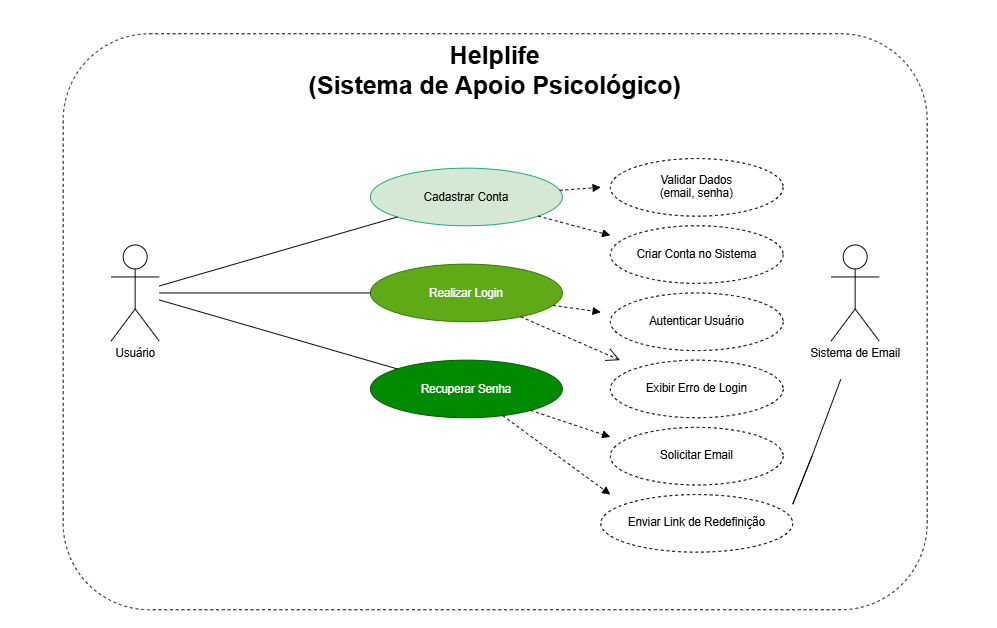 Helplife
(Sistema de Apoio Psicológico)
Cadastrar Conta
Validar Dados
(email, senha)
Criar Conta no Sistema
Realizar Login
Autenticar Usuário
Usuário
Sistema de Email
Recuperar Senha
Exibir Erro de Login
Solicitar Email
Enviar Link de Redefinição